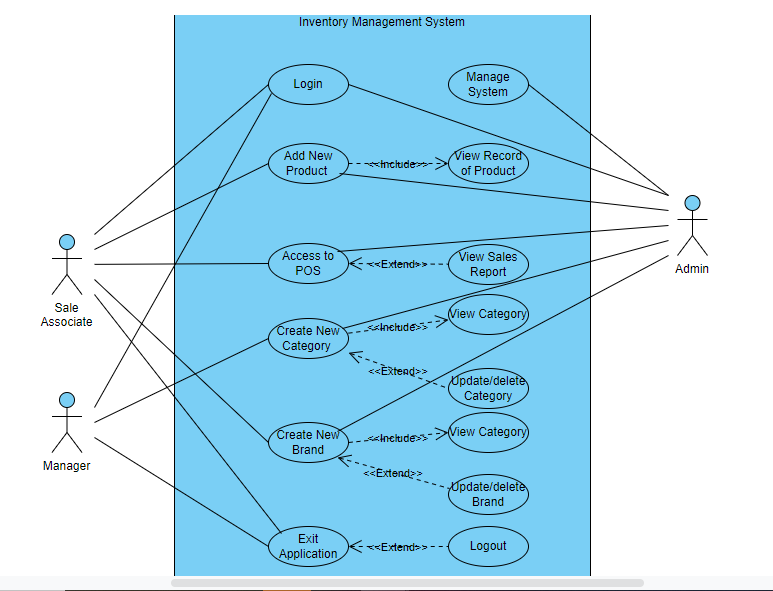 Inventory Management System
Login
Manage
System
Add New
Product
<<Include>>
View Record
of Product
Access to
POS
<<Extend>>
View Sales
Report
Admin
Sale
Associate
Create New
Category
<<Include>>
View Category
<<Extend>>
Update/delete
Category
Manager
Create New
Brand
<<Include>>
View Category
<<Extend>>
Update/delete
Brand
Exit
Application
<<Extend>>
Logout